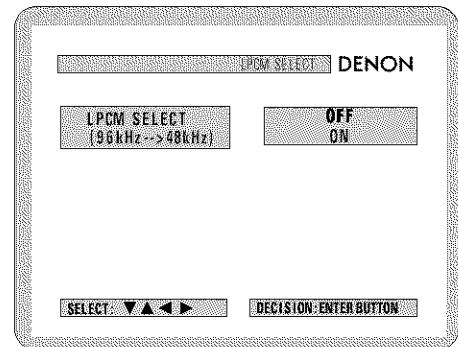 LPCM SELECT DENON
LPCM SELECT
(96kHz-->48kHz)
OFF
ON
SELECT: ▼▲◄► DECISION:ENTER BUTTON